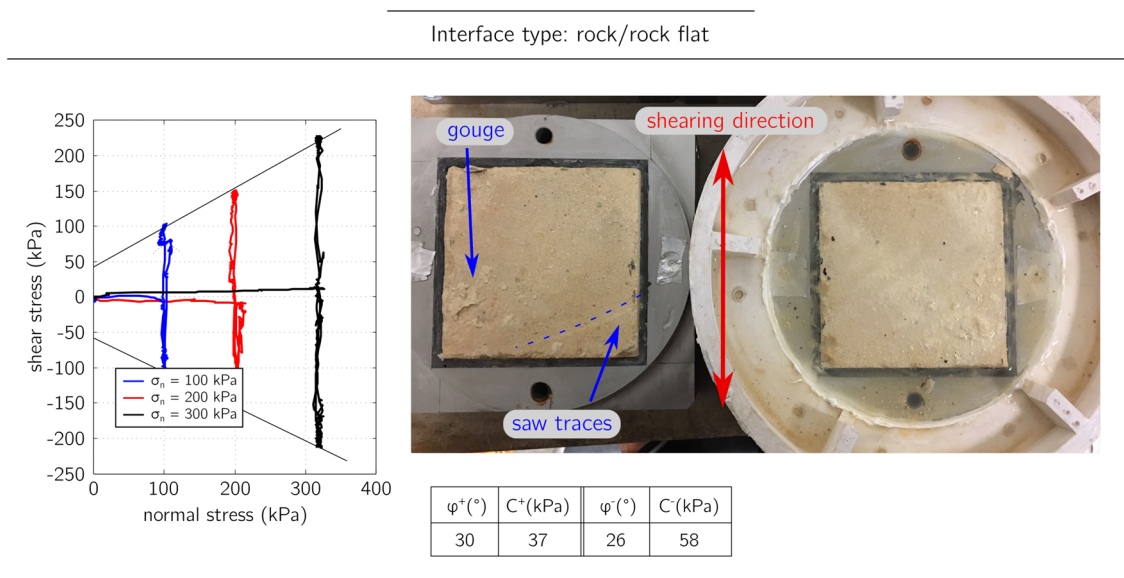 Interface type: rock/rock flat
250
200
150
100
50
0
-50
-100
-150
-200
-250
shear stress (kPa)
σn = 100 kPa
σn = 200 kPa
σn = 300 kPa
0 100 200 300 400
normal stress (kPa)
gouge
shearing direction
saw traces
φ+(°) C+(kPa) φ-(°) C-(kPa)
30 37 26 58